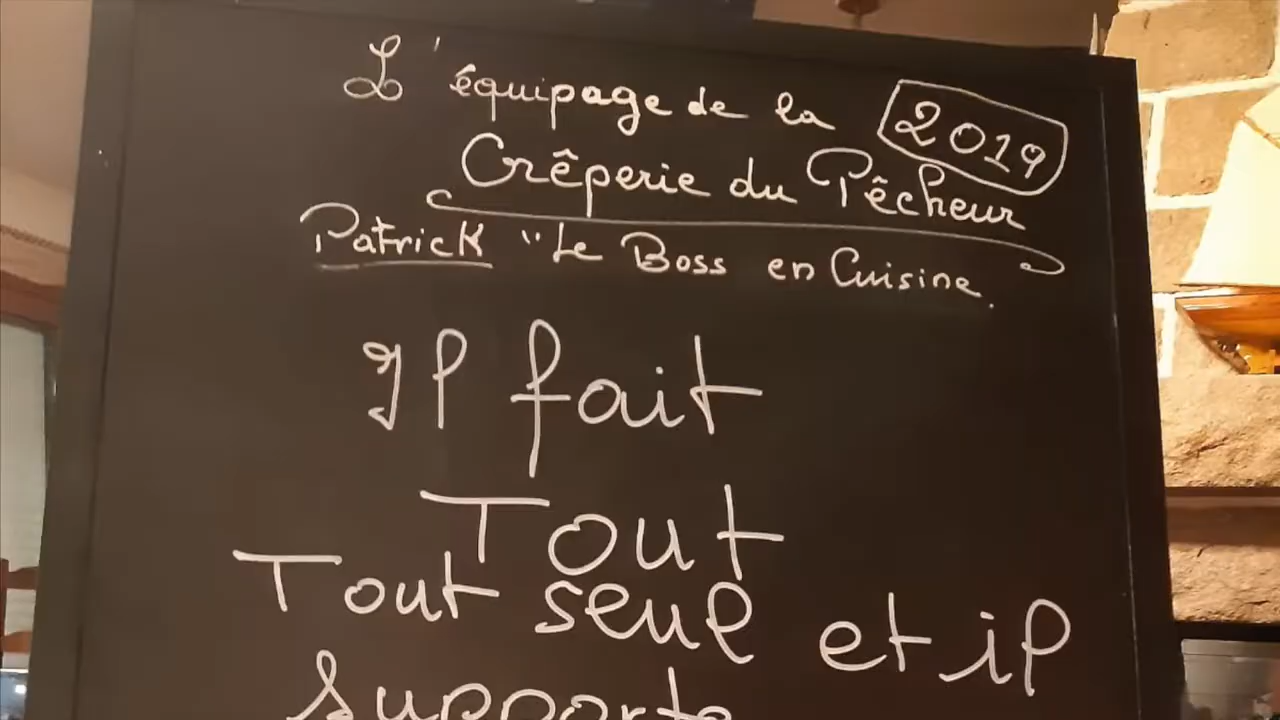 L'équipage de la 2019
Crêperie du Pêcheur
Patrick "Le Boss en Cuisine.
Il fait
Tout
Tout seul et il
supporte